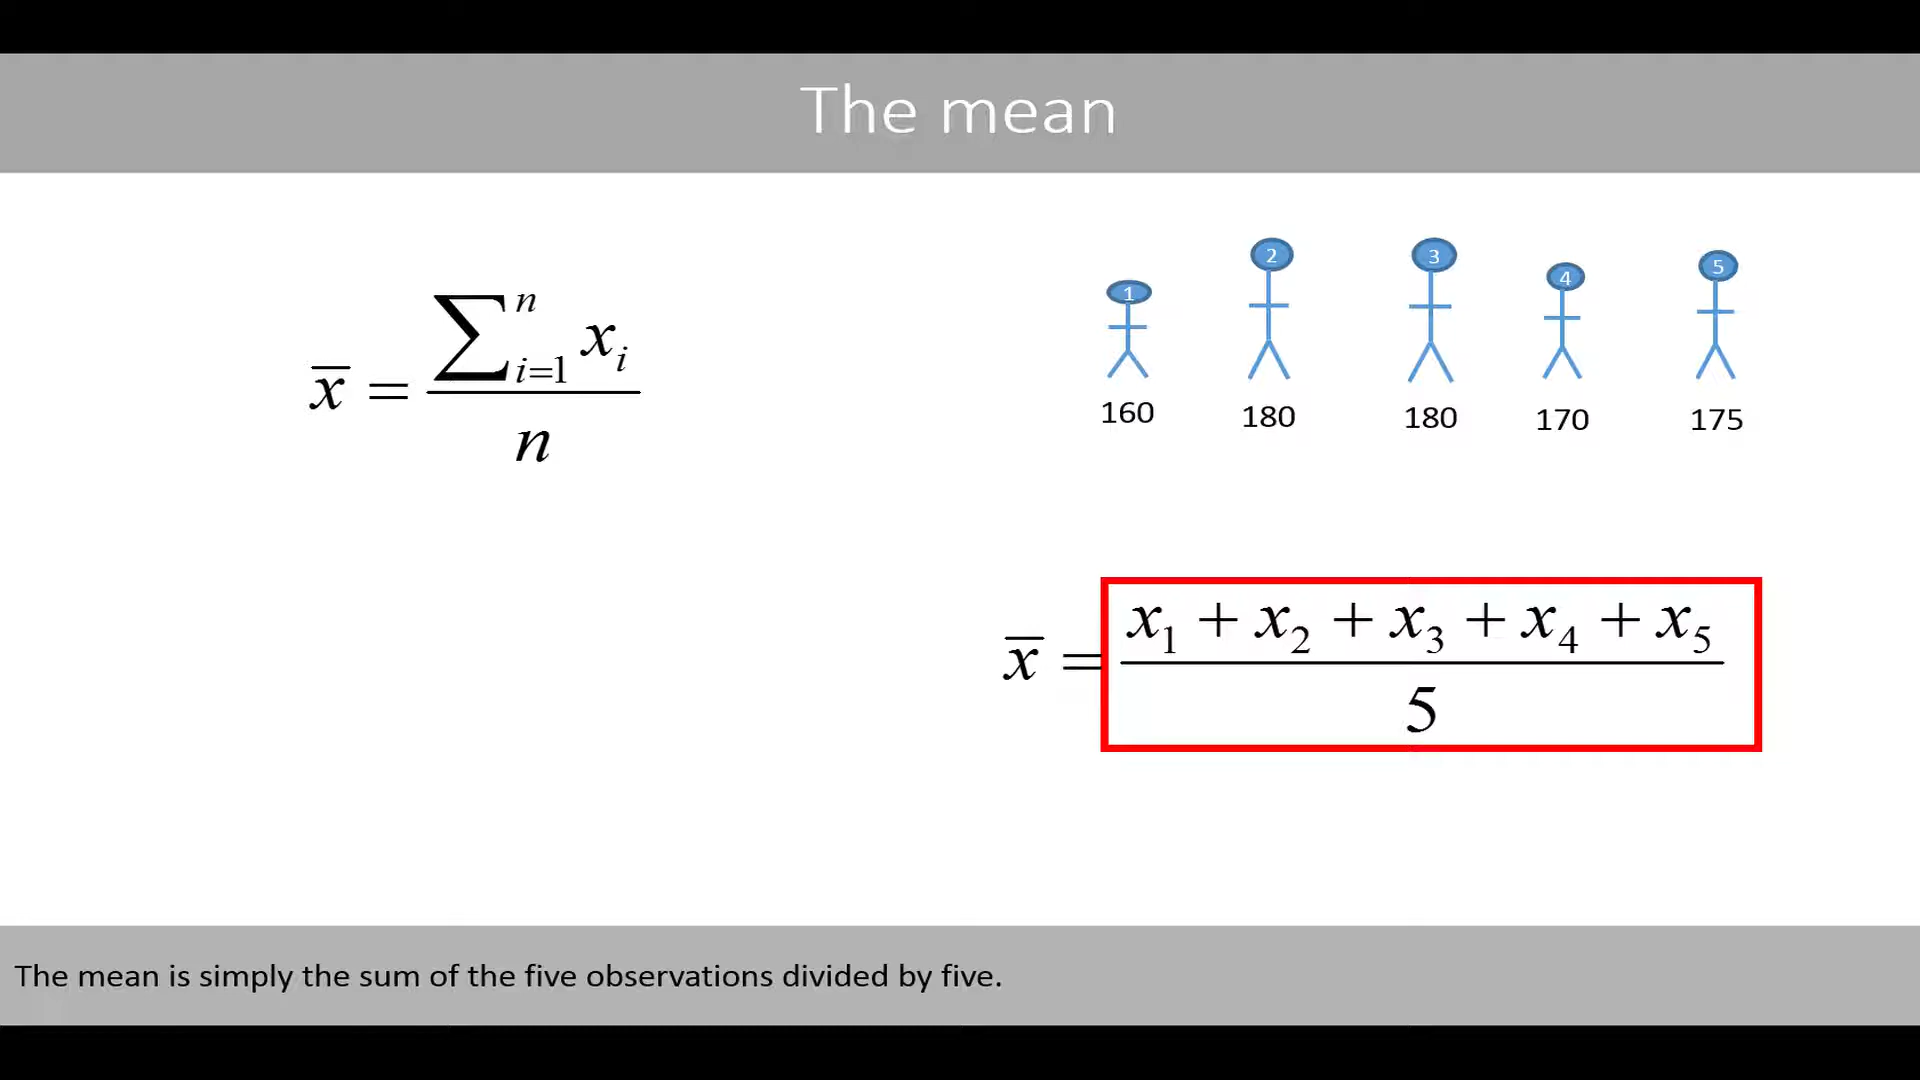 The mean
x̄ = ∑ⁿᵢ₌₁ xᵢ / n
1 2 3 4 5
160 180 180 170 175
x̄ = x₁ + x₂ + x₃ + x₄ + x₅ / 5
The mean is simply the sum of the five observations divided by five.